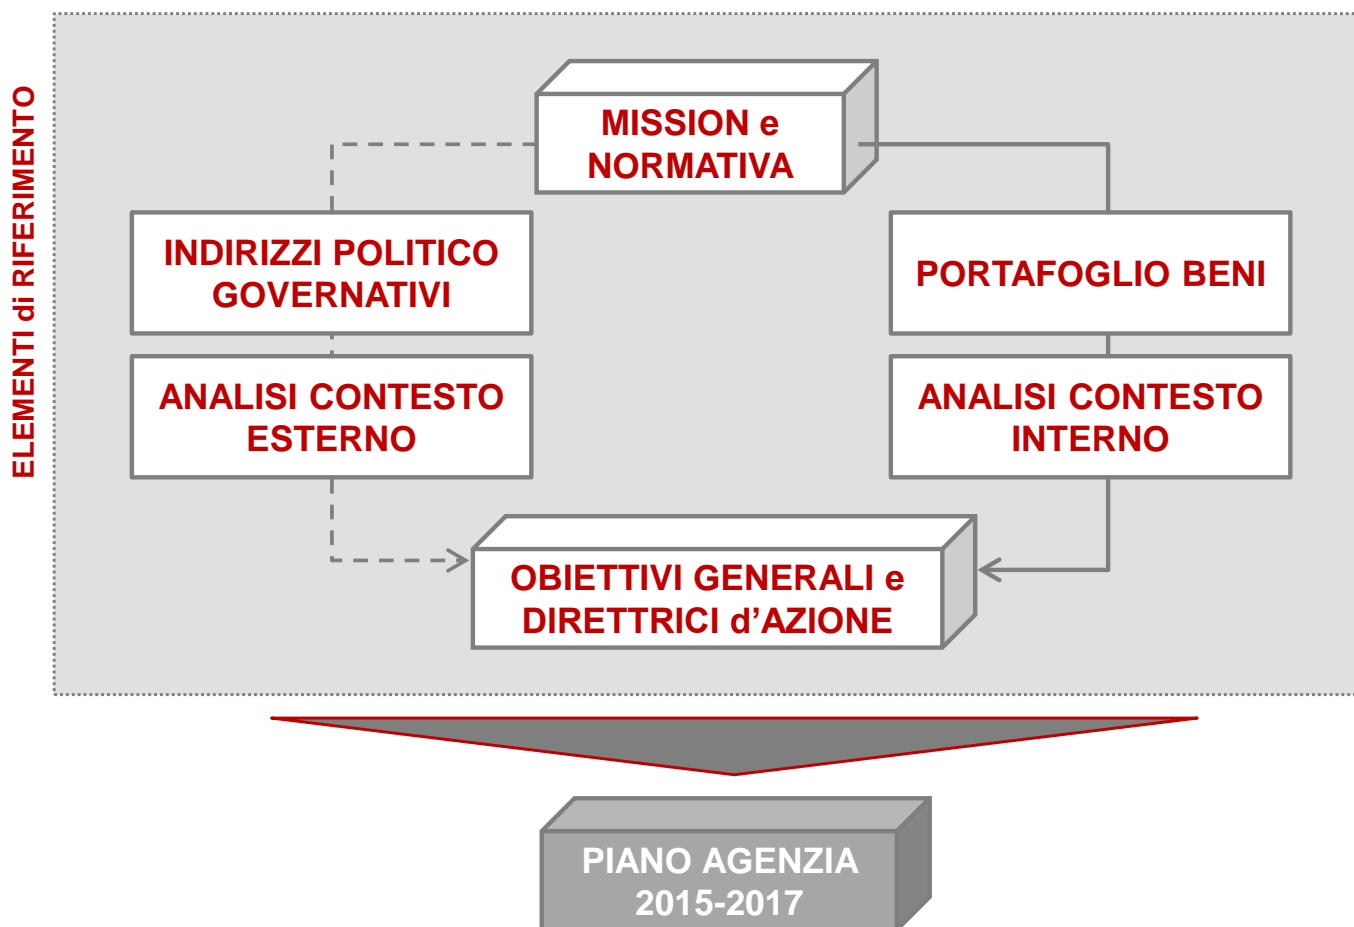 ELEMENTI di RIFERIMENTO
MISSION e
NORMATIVA
INDIRIZZI POLITICO
GOVERNATIVI
PORTAFOGLIO BENI
ANALISI CONTESTO
ESTERNO
ANALISI CONTESTO
INTERNO
OBIETTIVI GENERALI e
DIRETTRICI d’AZIONE
PIANO AGENZIA
2015-2017